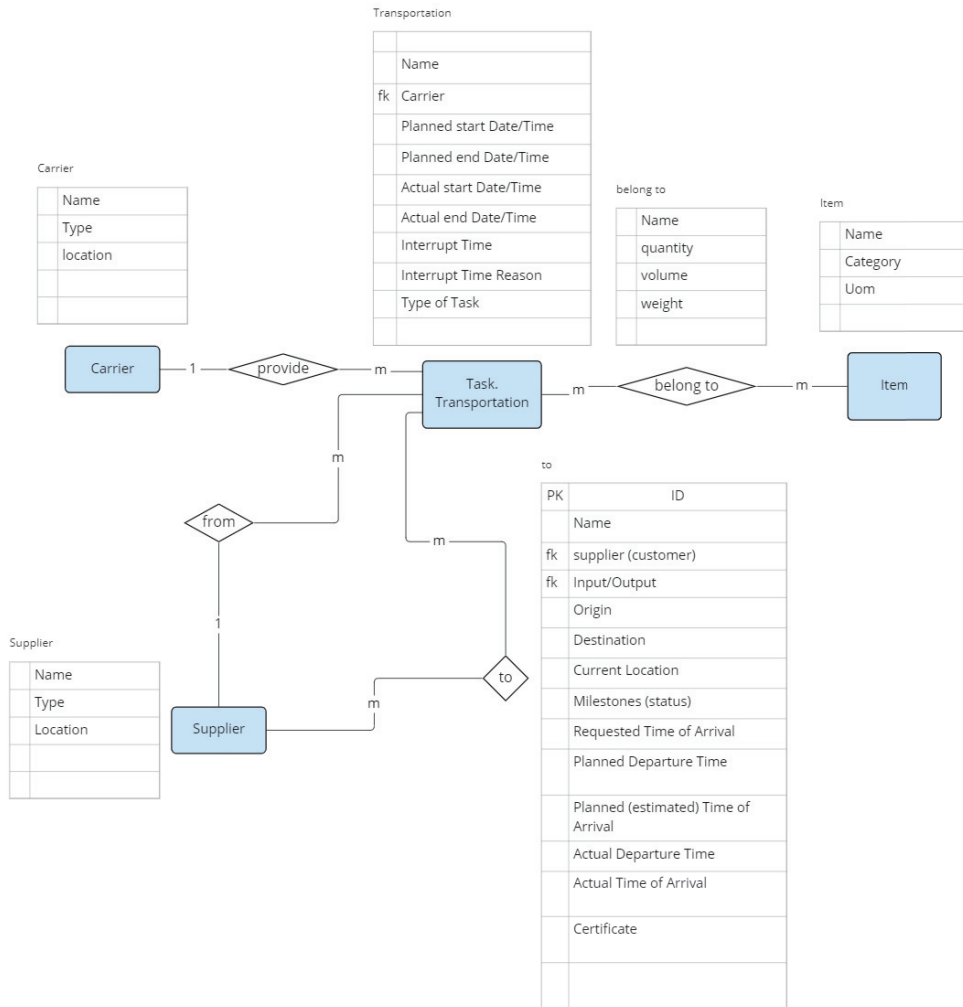 Transportation
Name
fk Carrier
Planned start Date/Time
Planned end Date/Time
Actual start Date/Time
Actual end Date/Time
Interrupt Time
Interrupt Time Reason
Type of Task
Carrier
Name
Type
location
belong to
Name
quantity
volume
weight
Item
Name
Category
Uom
Carrier
1
provide
m
Task.
Transportation
m
belong to
m
Item
m
from
1
m
to
m
Supplier
Name
Type
Location
Supplier
to
PK ID
Name
fk supplier (customer)
fk Input/Output
Origin
Destination
Current Location
Milestones (status)
Requested Time of Arrival
Planned Departure Time
Planned (estimated) Time of
Arrival
Actual Departure Time
Actual Time of Arrival
Certificate